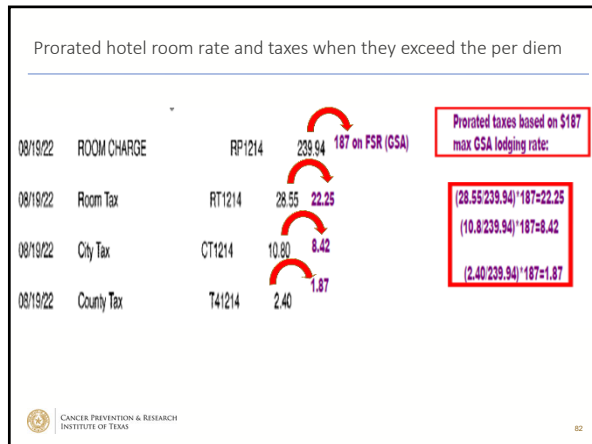 Prorated hotel room rate and taxes when they exceed the per diem
Prorated taxes based on $187
max GSA lodging rate:
08/19/22 ROOM CHARGE RP1214 239.94 187 on FSR (GSA)
08/19/22 Room Tax RT1214 28.55 22.25 (28.55/239.94)*187=22.25
08/19/22 City Tax CT1214 10.80 8.42 (10.8/239.94)*187=8.42
08/19/22 County Tax T41214 2.40 1.87 (2.40/239.94)*187=1.87
CANCER PREVENTION & RESEARCH
INSTITUTE OF TEXAS
82